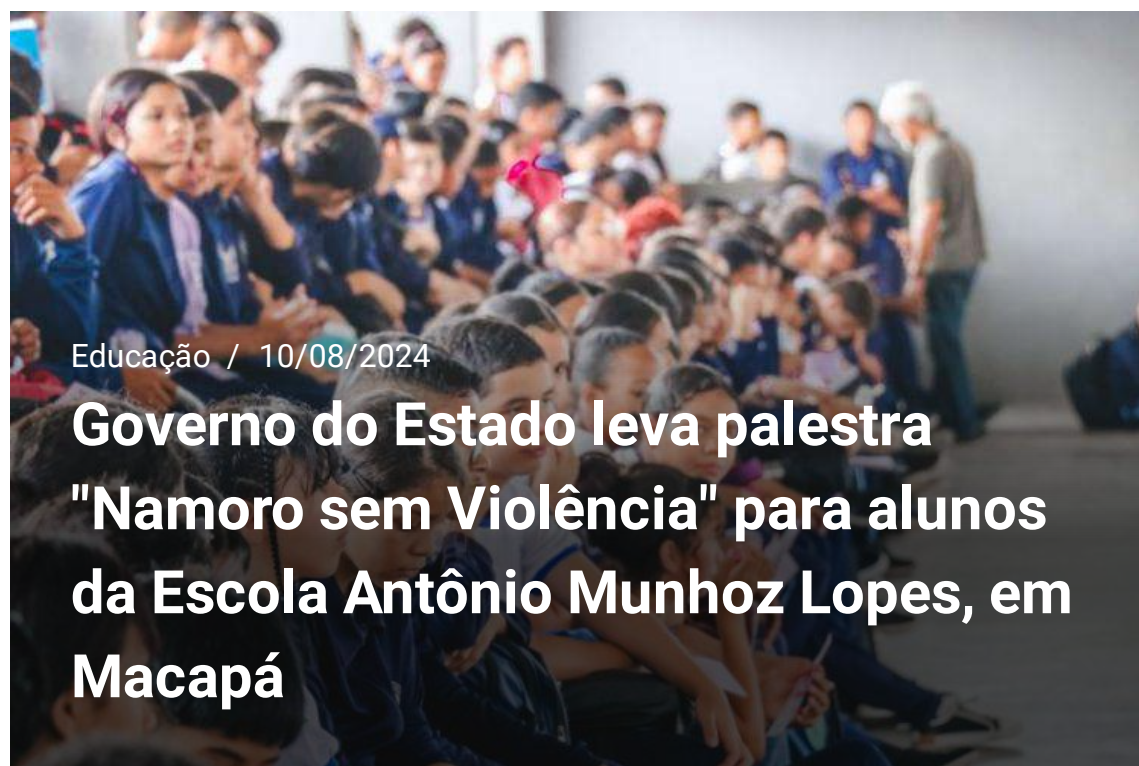 Educação / 10/08/2024
Governo do Estado leva palestra
"Namoro sem Violência" para alunos
da Escola Antônio Munhoz Lopes, em
Macapá